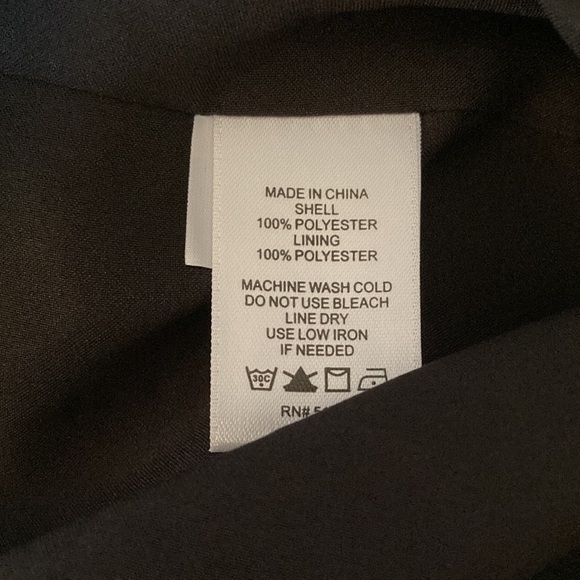 MADE IN CHINA
SHELL
100% POLYESTER
LINING
100% POLYESTER
MACHINE WASH COLD
DO NOT USE BLEACH
LINE DRY
USE LOW IRON
IF NEEDED
30C
RN#